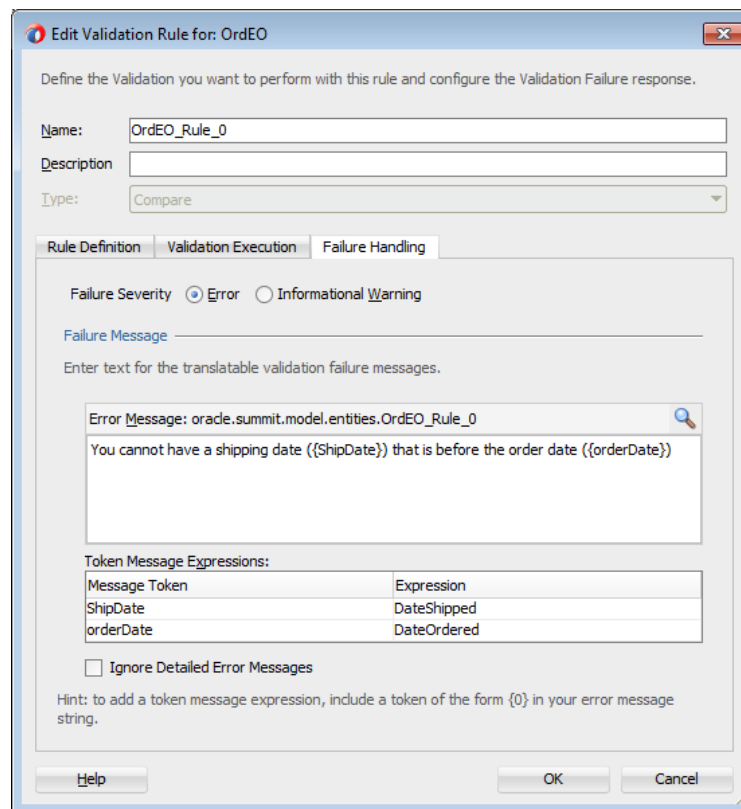 Edit Validation Rule for: OrdEO
Define the Validation you want to perform with this rule and configure the Validation Failure response.
Name: OrdEO_Rule_0
Description
Type: Compare
Rule Definition Validation Execution Failure Handling
Failure Severity Error Informational Warning
Failure Message
Enter text for the translatable validation failure messages.
Error Message: oracle.summit.model.entities.OrdEO_Rule_0
You cannot have a shipping date ({ShipDate}) that is before the order date ({orderDate})
Token Message Expressions:
Message Token Expression
ShipDate DateShipped
orderDate DateOrdered
Ignore Detailed Error Messages
Hint: to add a token message expression, include a token of the form {0} in your error message
string.
Help OK Cancel